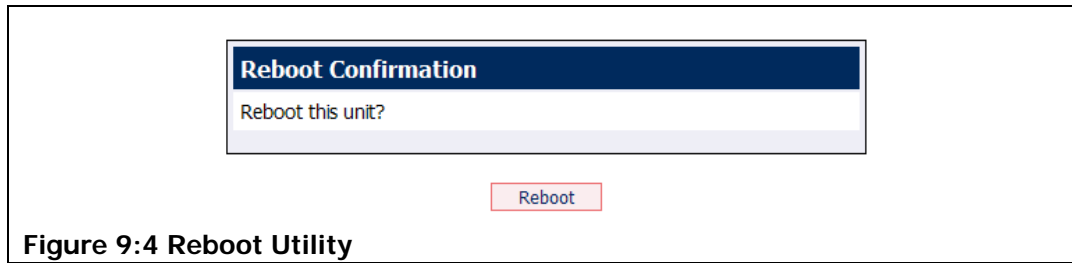 Reboot Confirmation
Reboot this unit?
Reboot
Figure 9:4 Reboot Utility